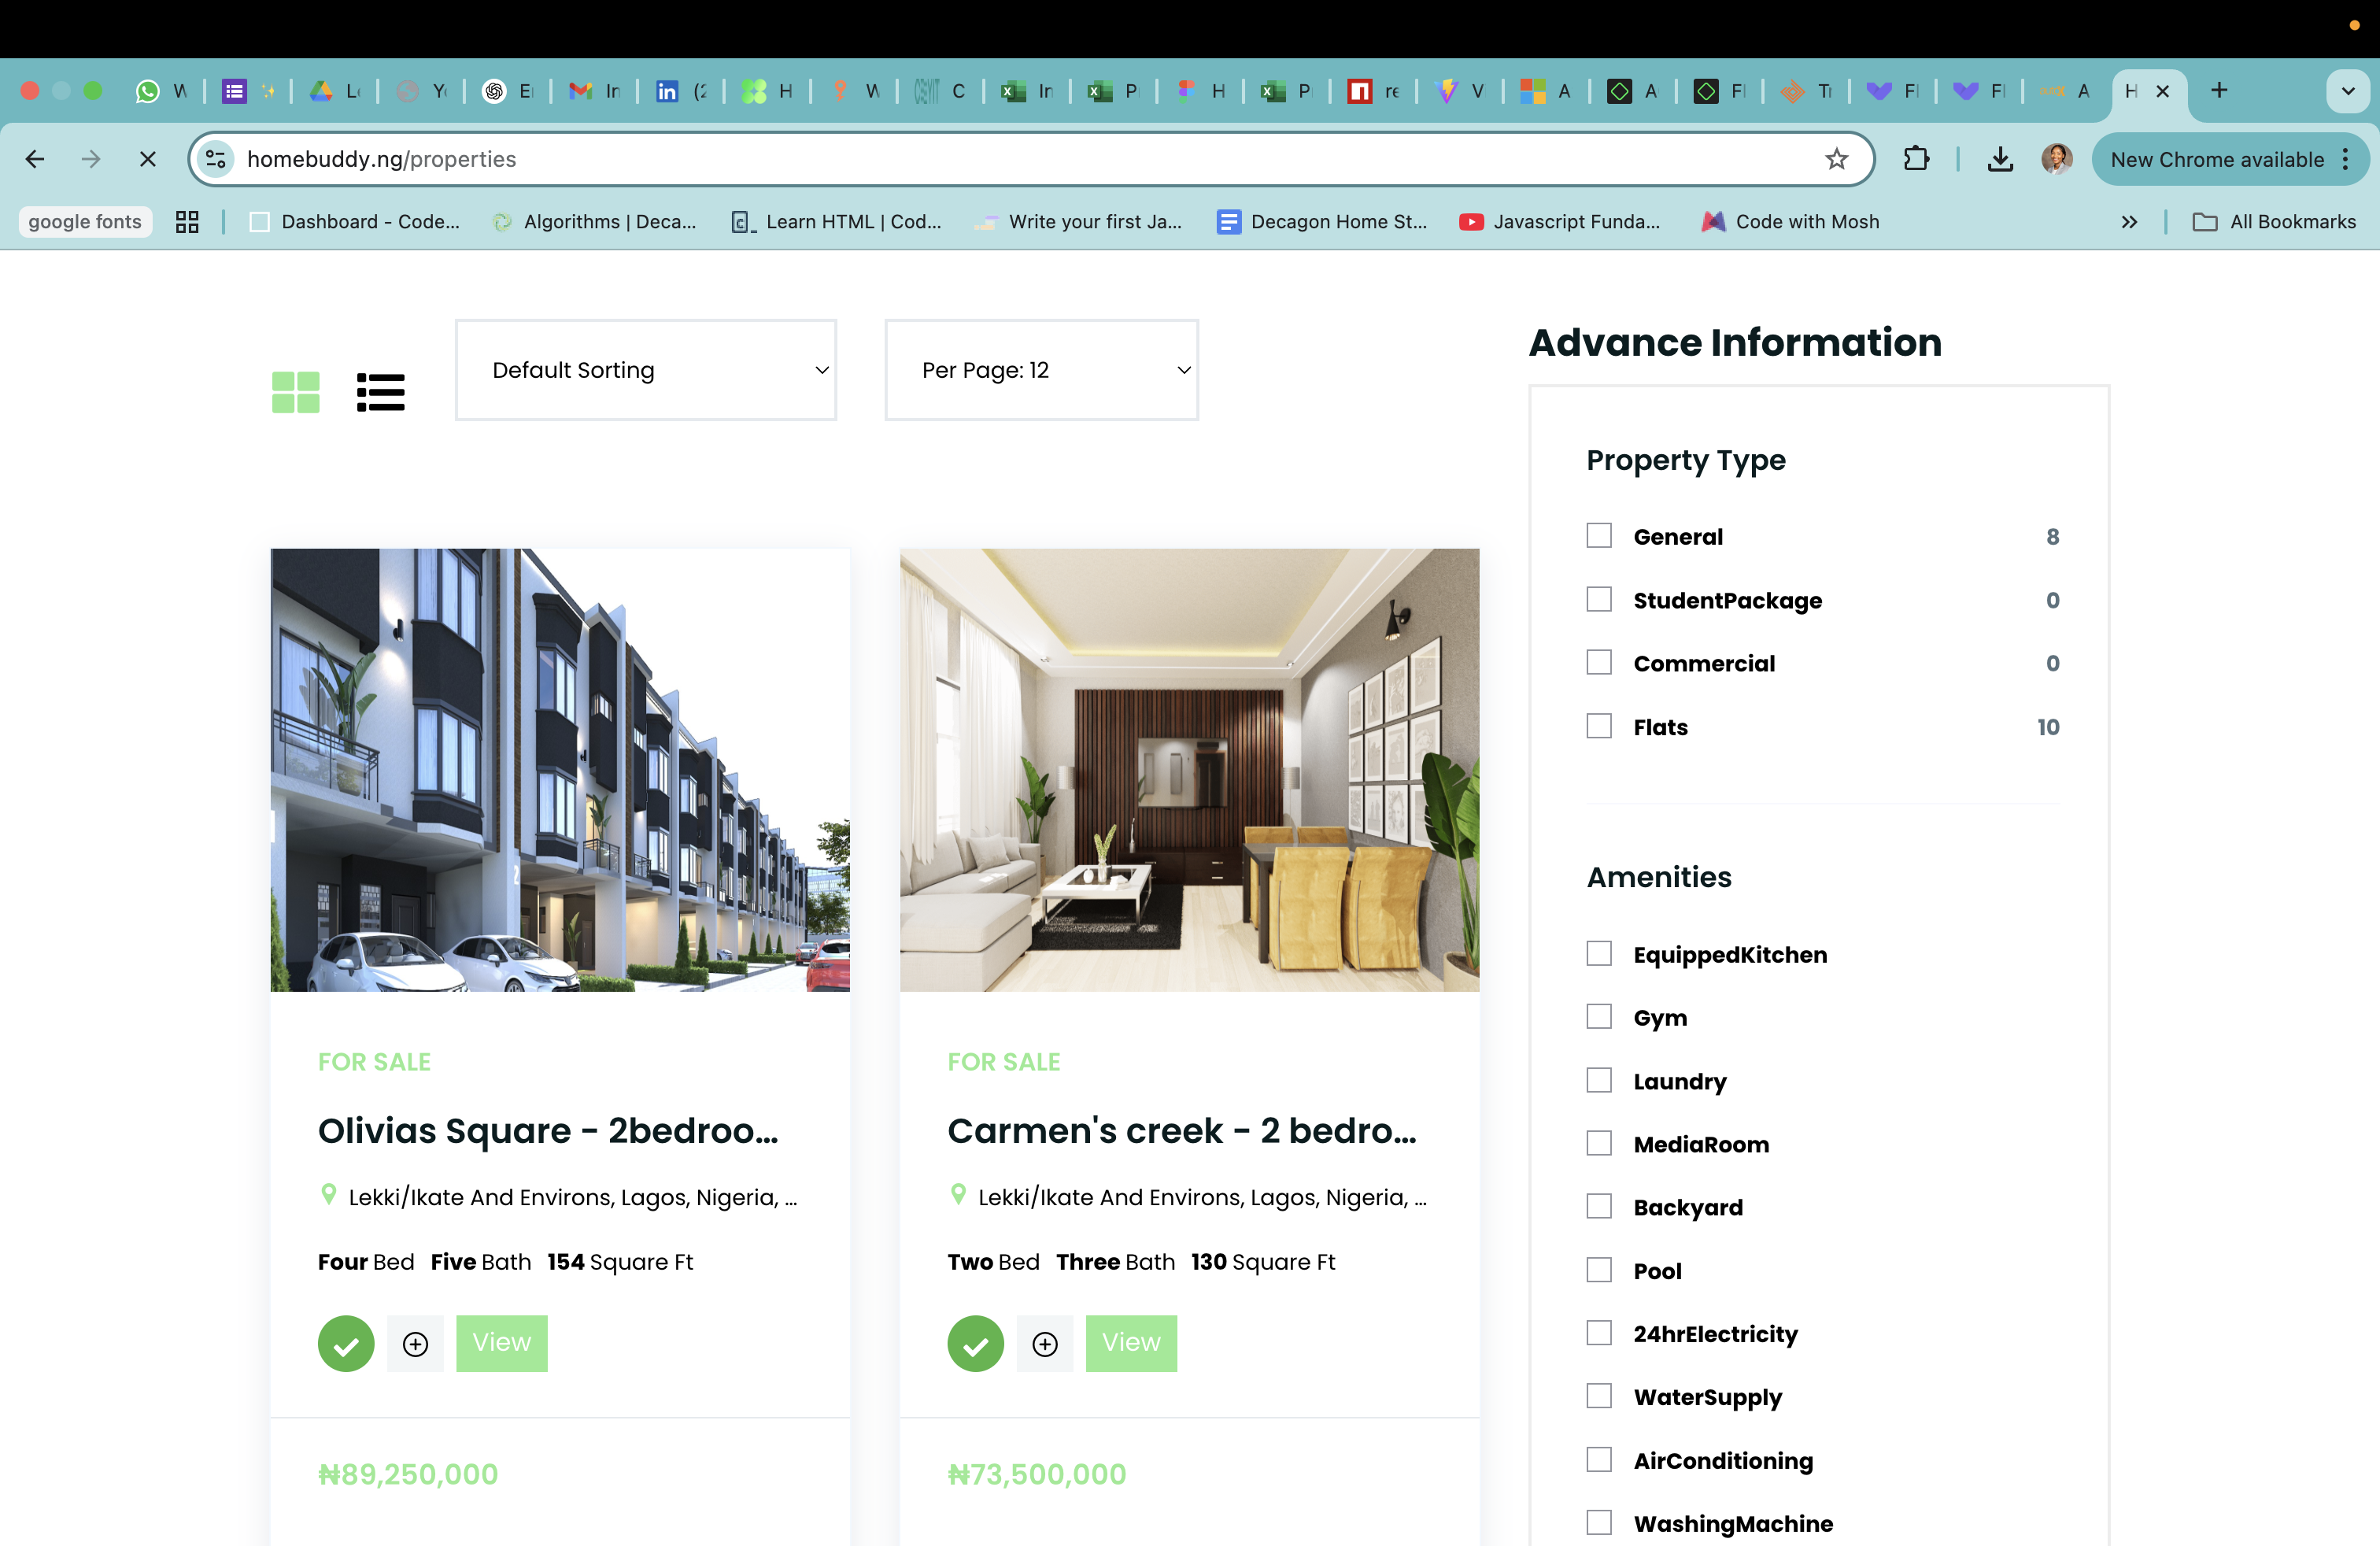 W
L
Y
E
In
(2
H
W
C
In
P
H
P
re
V
A
A
Fl
Tr
Fl
Fl
A
H
homebuddy.ng/properties
New Chrome available
google fonts
Dashboard - Code...
Algorithms | Deca...
Learn HTML | Cod...
Write your first Ja...
Decagon Home St...
Javascript Funda...
Code with Mosh
All Bookmarks
Default Sorting
Per Page: 12
FOR SALE
Olivias Square - 2bedroo...
Lekki/Ikate And Environs, Lagos, Nigeria, ...
Four Bed Five Bath 154 Square Ft
View
₦89,250,000
FOR SALE
Carmen's creek - 2 bedro...
Lekki/Ikate And Environs, Lagos, Nigeria, ...
Two Bed Three Bath 130 Square Ft
View
₦73,500,000
Advance Information
Property Type
General 8
StudentPackage 0
Commercial 0
Flats 10
Amenities
EquippedKitchen
Gym
Laundry
MediaRoom
Backyard
Pool
24hrElectricity
WaterSupply
AirConditioning
WashingMachine